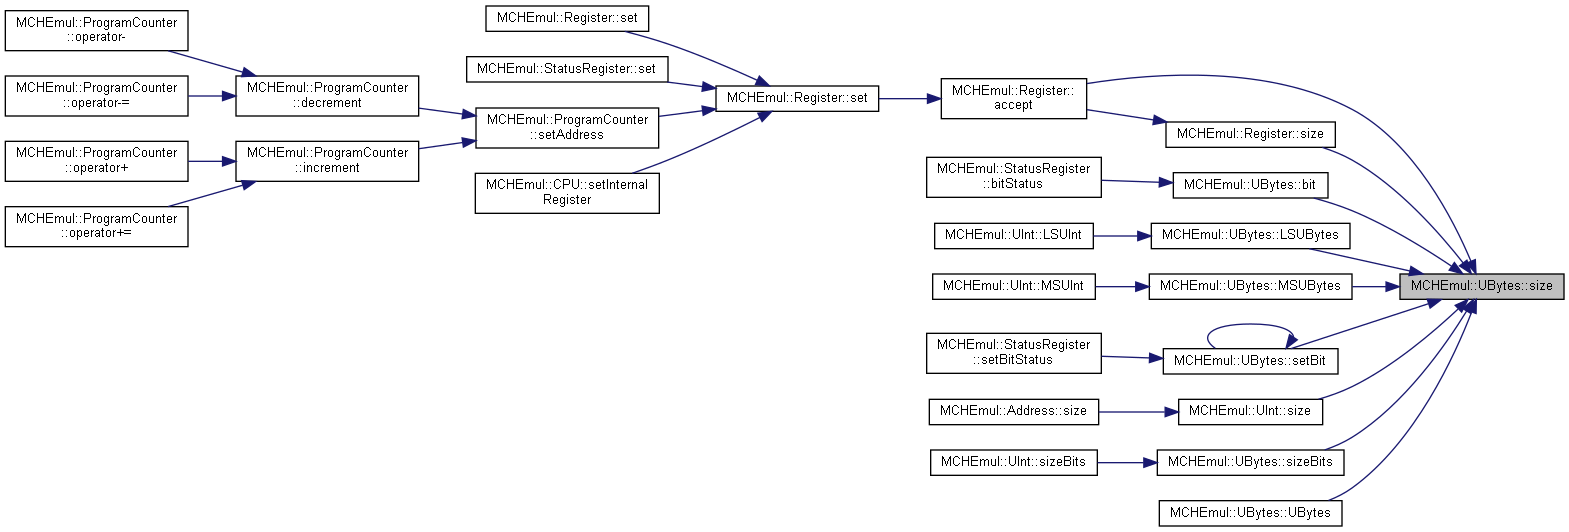 MCHEmul::ProgramCounter
::operator-
MCHEmul::ProgramCounter
::operator-=
MCHEmul::ProgramCounter
::operator+
MCHEmul::ProgramCounter
::operator+=
MCHEmul::ProgramCounter
::decrement
MCHEmul::ProgramCounter
::increment
MCHEmul::Register::set
MCHEmul::StatusRegister::set
MCHEmul::ProgramCounter
::setAddress
MCHEmul::CPU::setInternal
Register
MCHEmul::Register::set
MCHEmul::Register::
accept
MCHEmul::StatusRegister
::bitStatus
MCHEmul::UInt::LSUInt
MCHEmul::UInt::MSUInt
MCHEmul::StatusRegister
::setBitStatus
MCHEmul::Address::size
MCHEmul::UInt::sizeBits
MCHEmul::Register::size
MCHEmul::UBytes::bit
MCHEmul::UBytes::LSUBytes
MCHEmul::UBytes::MSUBytes
MCHEmul::UBytes::setBit
MCHEmul::UInt::size
MCHEmul::UBytes::sizeBits
MCHEmul::UBytes::UBytes
MCHEmul::UBytes::size